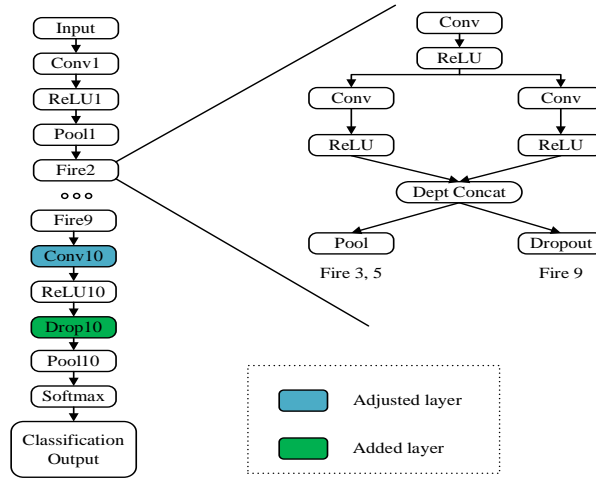 Input
Conv1
ReLU1
Pool1
Fire2
Fire9
Conv10
ReLU10
Drop10
Pool10
Softmax
Classification
Output
Conv
ReLU
Conv
Conv
ReLU
ReLU
Dept Concat
Pool
Dropout
Fire 3, 5
Fire 9
Adjusted layer
Added layer